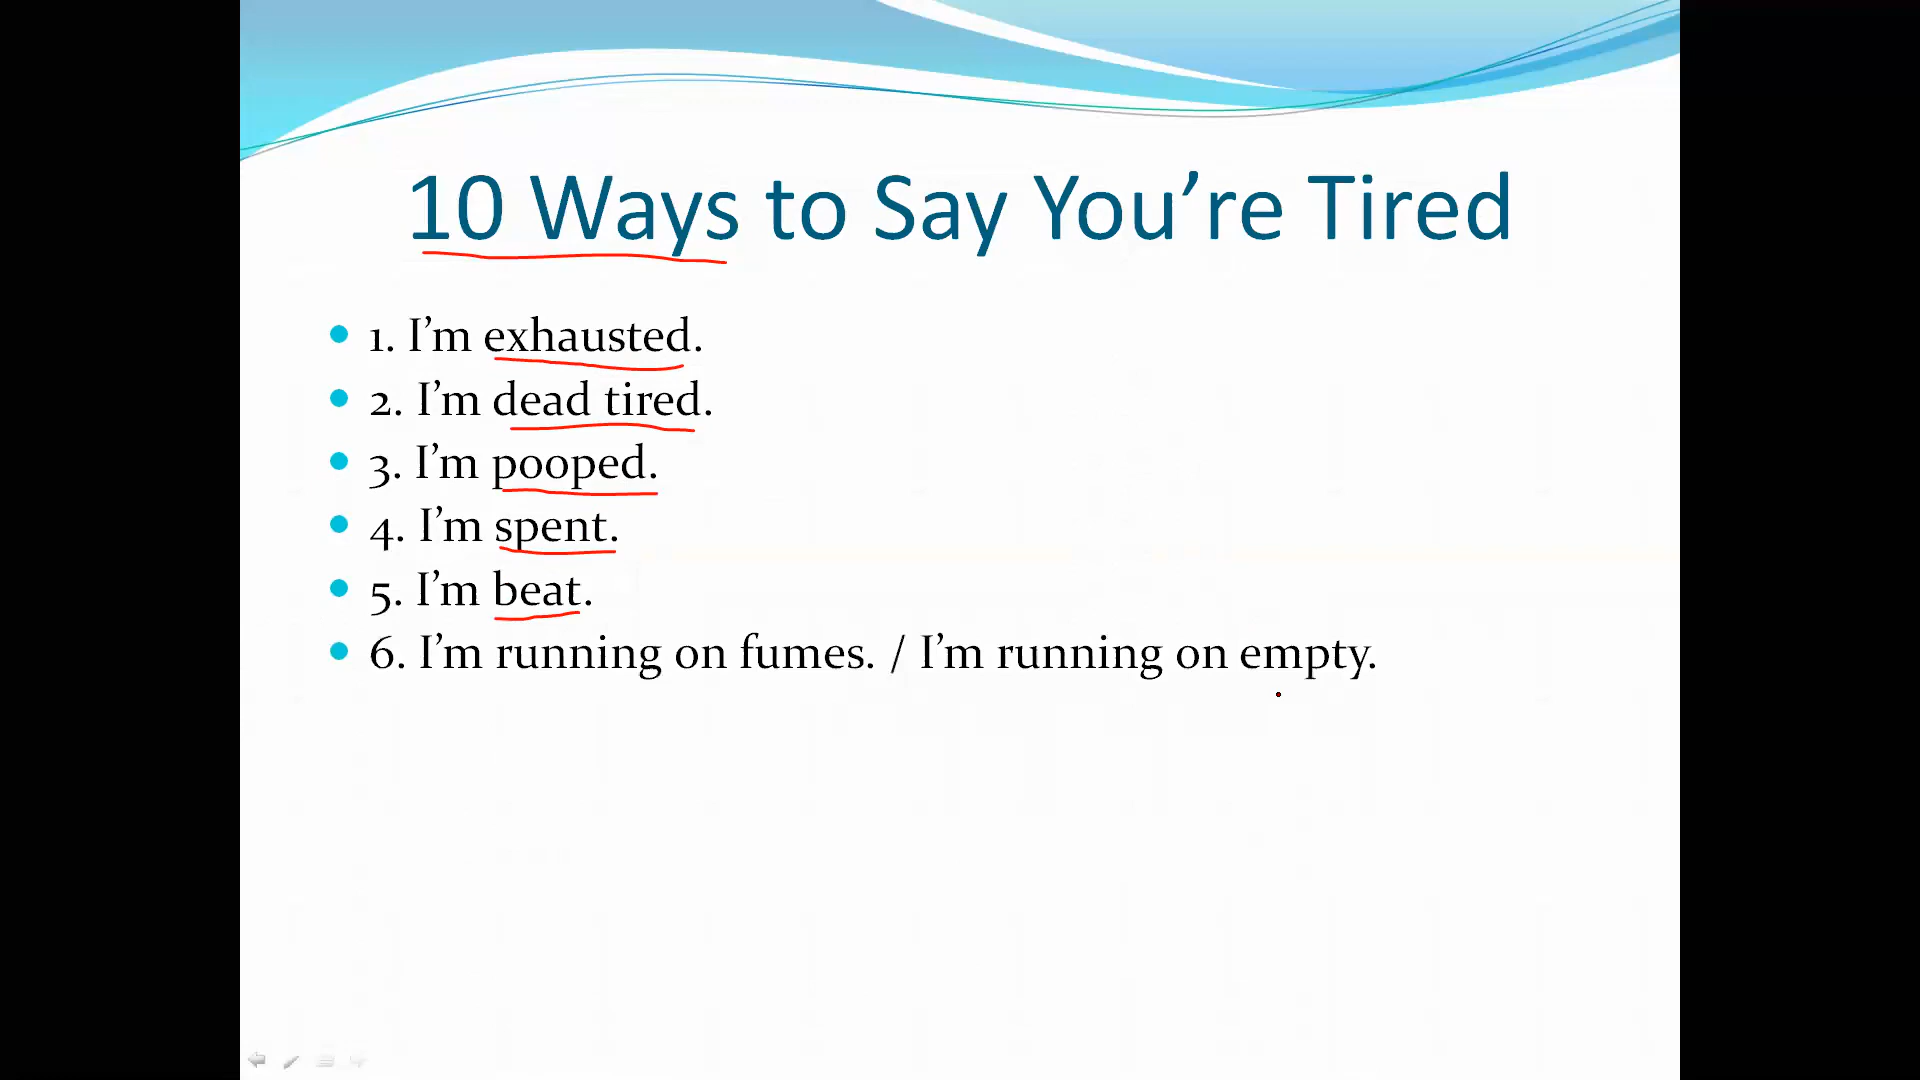 10 Ways to Say You’re Tired
• 1. I’m exhausted.
• 2. I’m dead tired.
• 3. I’m pooped.
• 4. I’m spent.
• 5. I’m beat.
• 6. I’m running on fumes. / I’m running on empty.